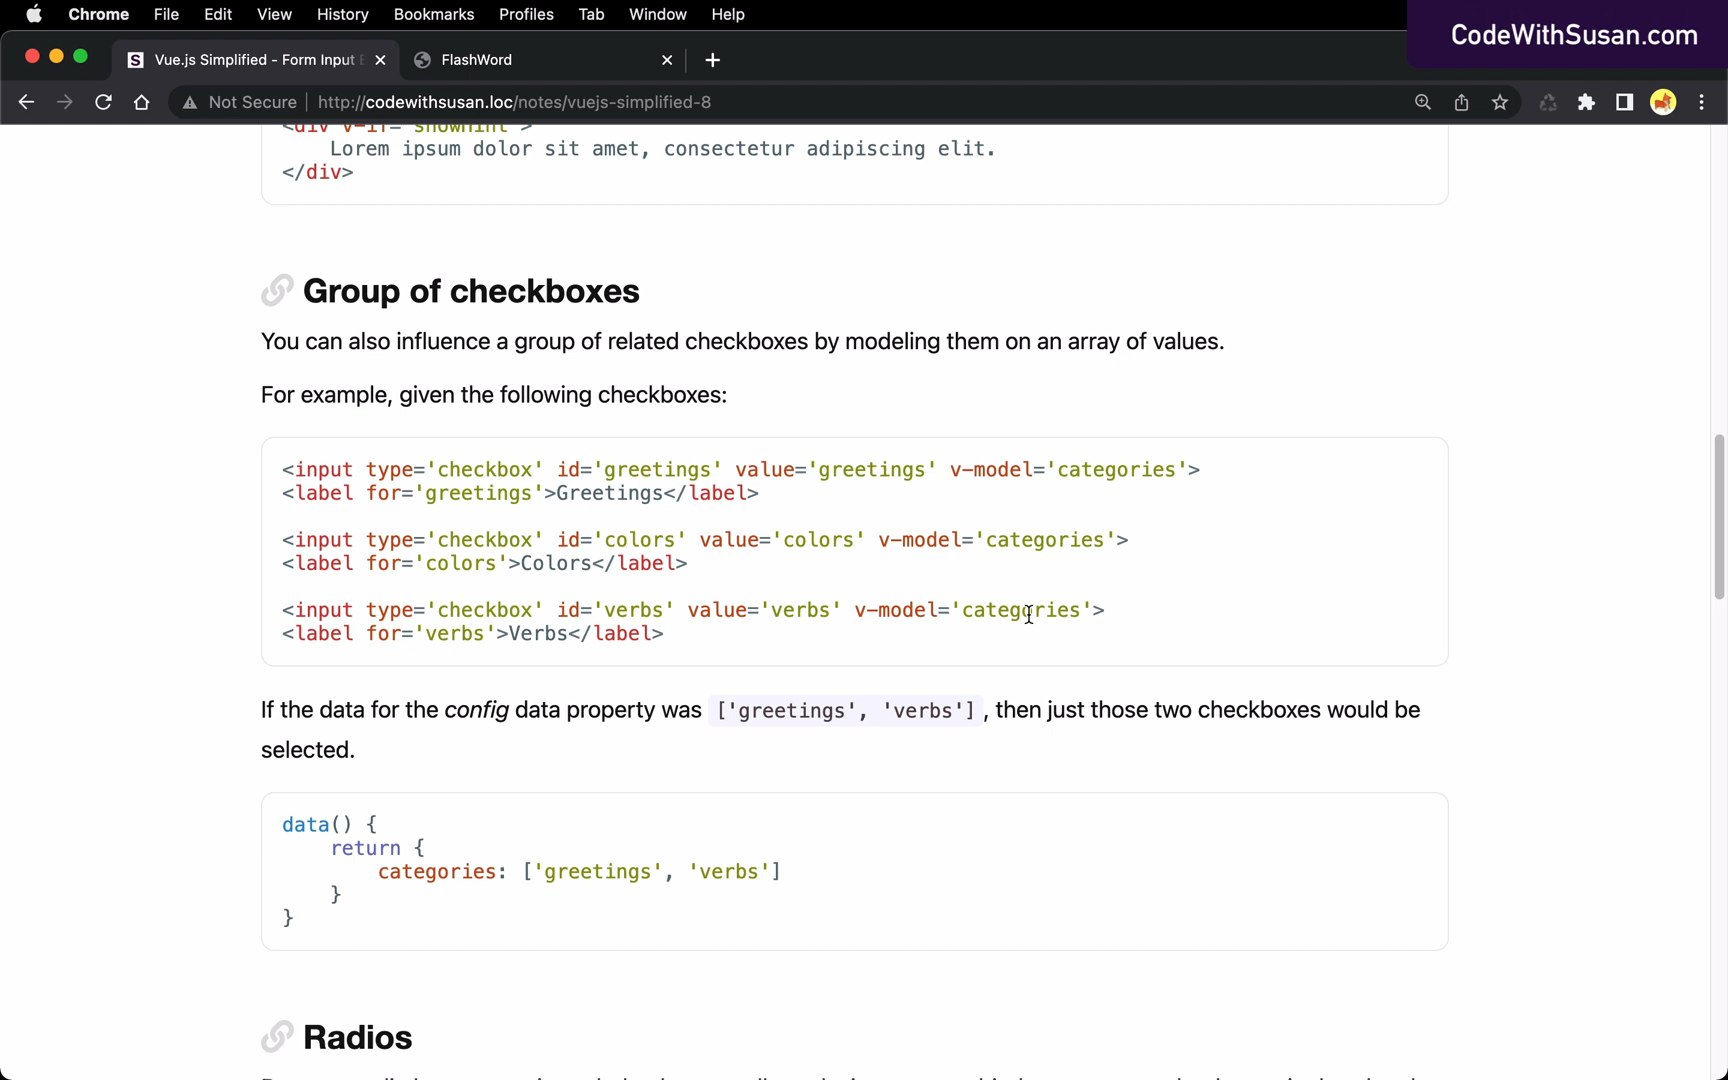 Chrome File Edit View History Bookmarks Profiles Tab Window Help
CodeWithSusan.com
S Vue.js Simplified - Form Input
FlashWord
Not Secure http://codewithsusan.loc/notes/vuejs-simplified-8
<div v-if='showHint'>
Lorem ipsum dolor sit amet, consectetur adipiscing elit.
</div>
Group of checkboxes
You can also influence a group of related checkboxes by modeling them on an array of values.
For example, given the following checkboxes:
<input type='checkbox' id='greetings' value='greetings' v-model='categories'>
<label for='greetings'>Greetings</label>
<input type='checkbox' id='colors' value='colors' v-model='categories'>
<label for='colors'>Colors</label>
<input type='checkbox' id='verbs' value='verbs' v-model='categories'>
<label for='verbs'>Verbs</label>
If the data for the config data property was ['greetings', 'verbs'], then just those two checkboxes would be
selected.
data() {
return {
categories: ['greetings', 'verbs']
}
}
Radios